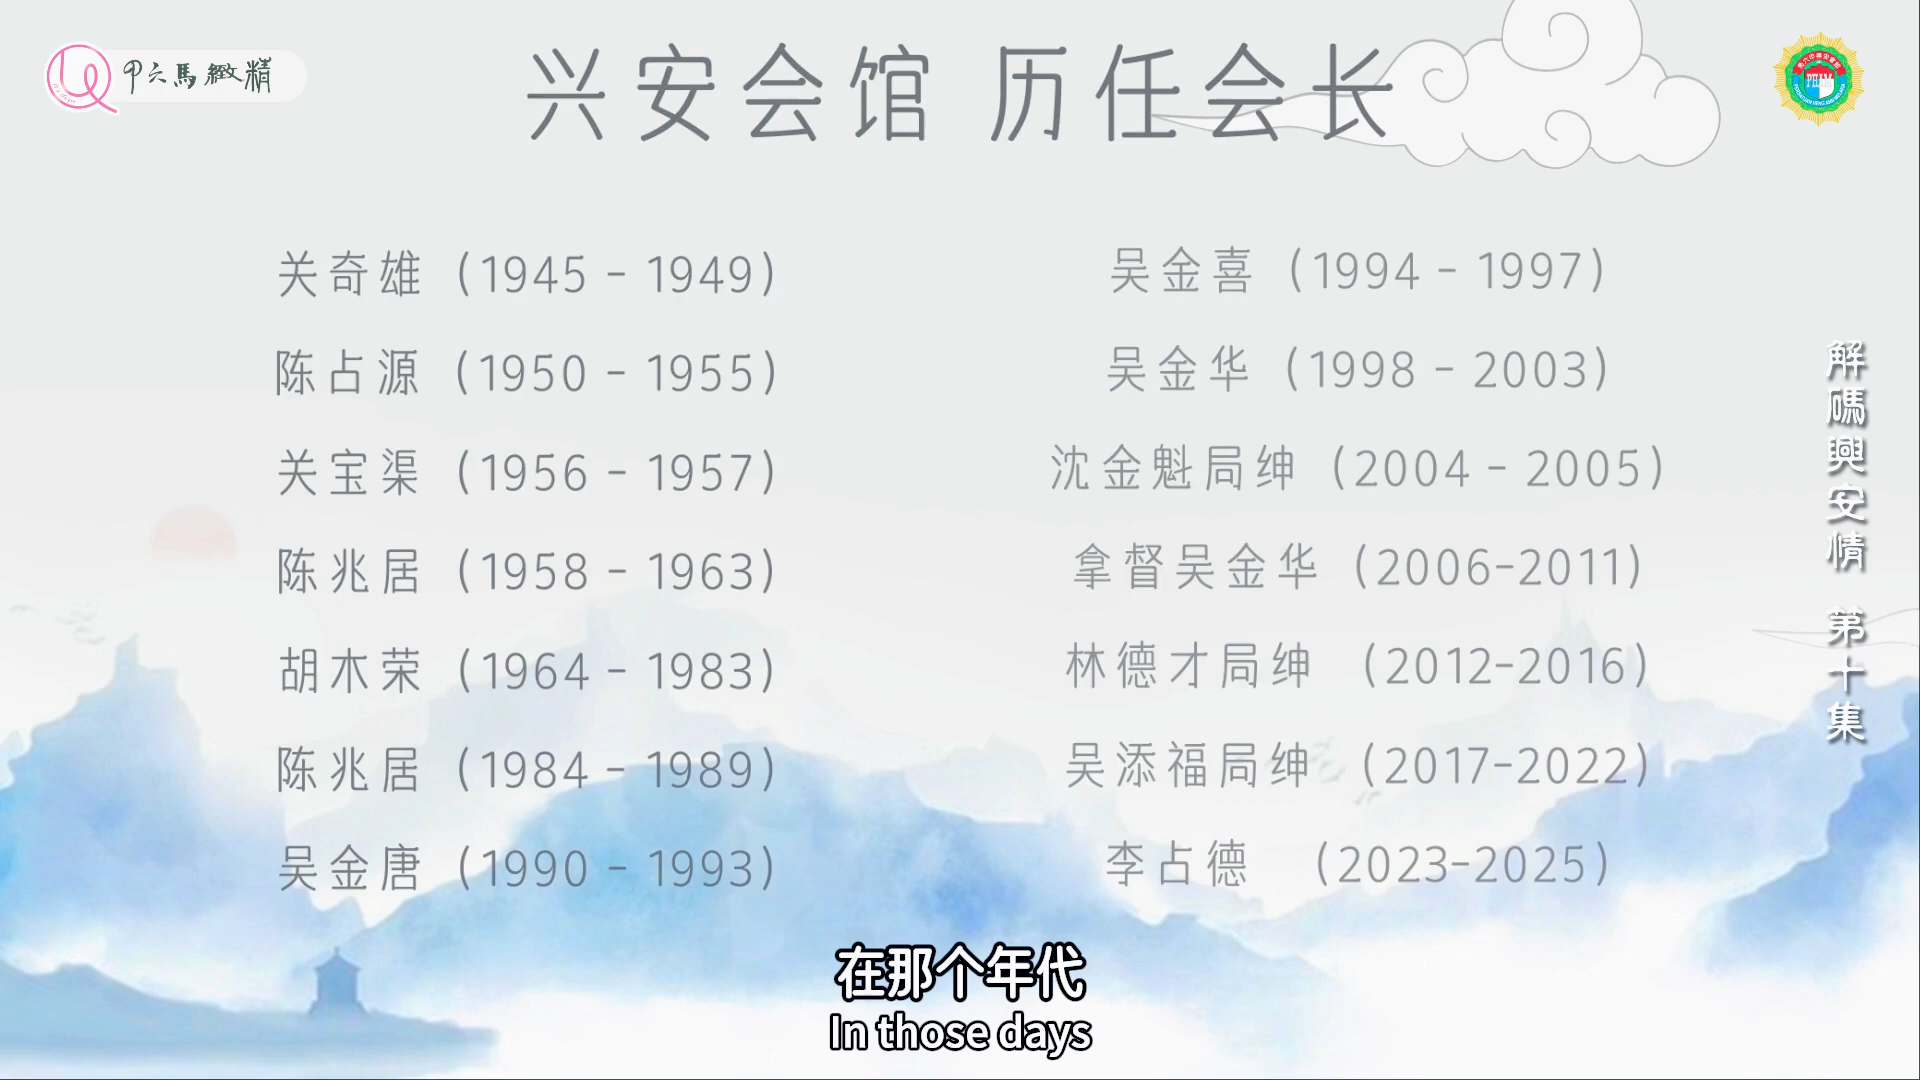 甲六馬緻精
兴安会馆 历任会长
PHAM
关奇雄 (1945 - 1949)
陈占源 (1950 - 1955)
关宝渠 (1956 - 1957)
陈兆居 (1958 - 1963)
胡木荣 (1964 - 1983)
陈兆居 (1984 - 1989)
吴金唐 (1990 - 1993)
吴金喜 (1994 - 1997)
吴金华 (1998 - 2003)
沈金魁局绅 (2004 - 2005)
拿督吴金华 (2006-2011)
林德才局绅 (2012-2016)
吴添福局绅 (2017-2022)
李占德 (2023-2025)
解碼興安情 第十集
在那个年代
In those days